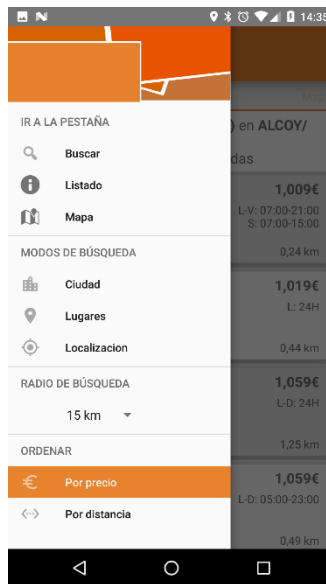 14:35
IR A LA PESTAÑA
Buscar
Listado
Mapa
MODOS DE BÚSQUEDA
Ciudad
Lugares
Localizacion
RADIO DE BÚSQUEDA
15 km
ORDENAR
Por precio
Por distancia
Map
) en ALCOY/
das
1,009€
L-V: 07:00-21:00
S: 07:00-15:00
0,24 km
1,019€
L: 24H
0,44 km
1,059€
L-D: 24H
1,25 km
1,059€
L-D: 05:00-23:00
0,49 km